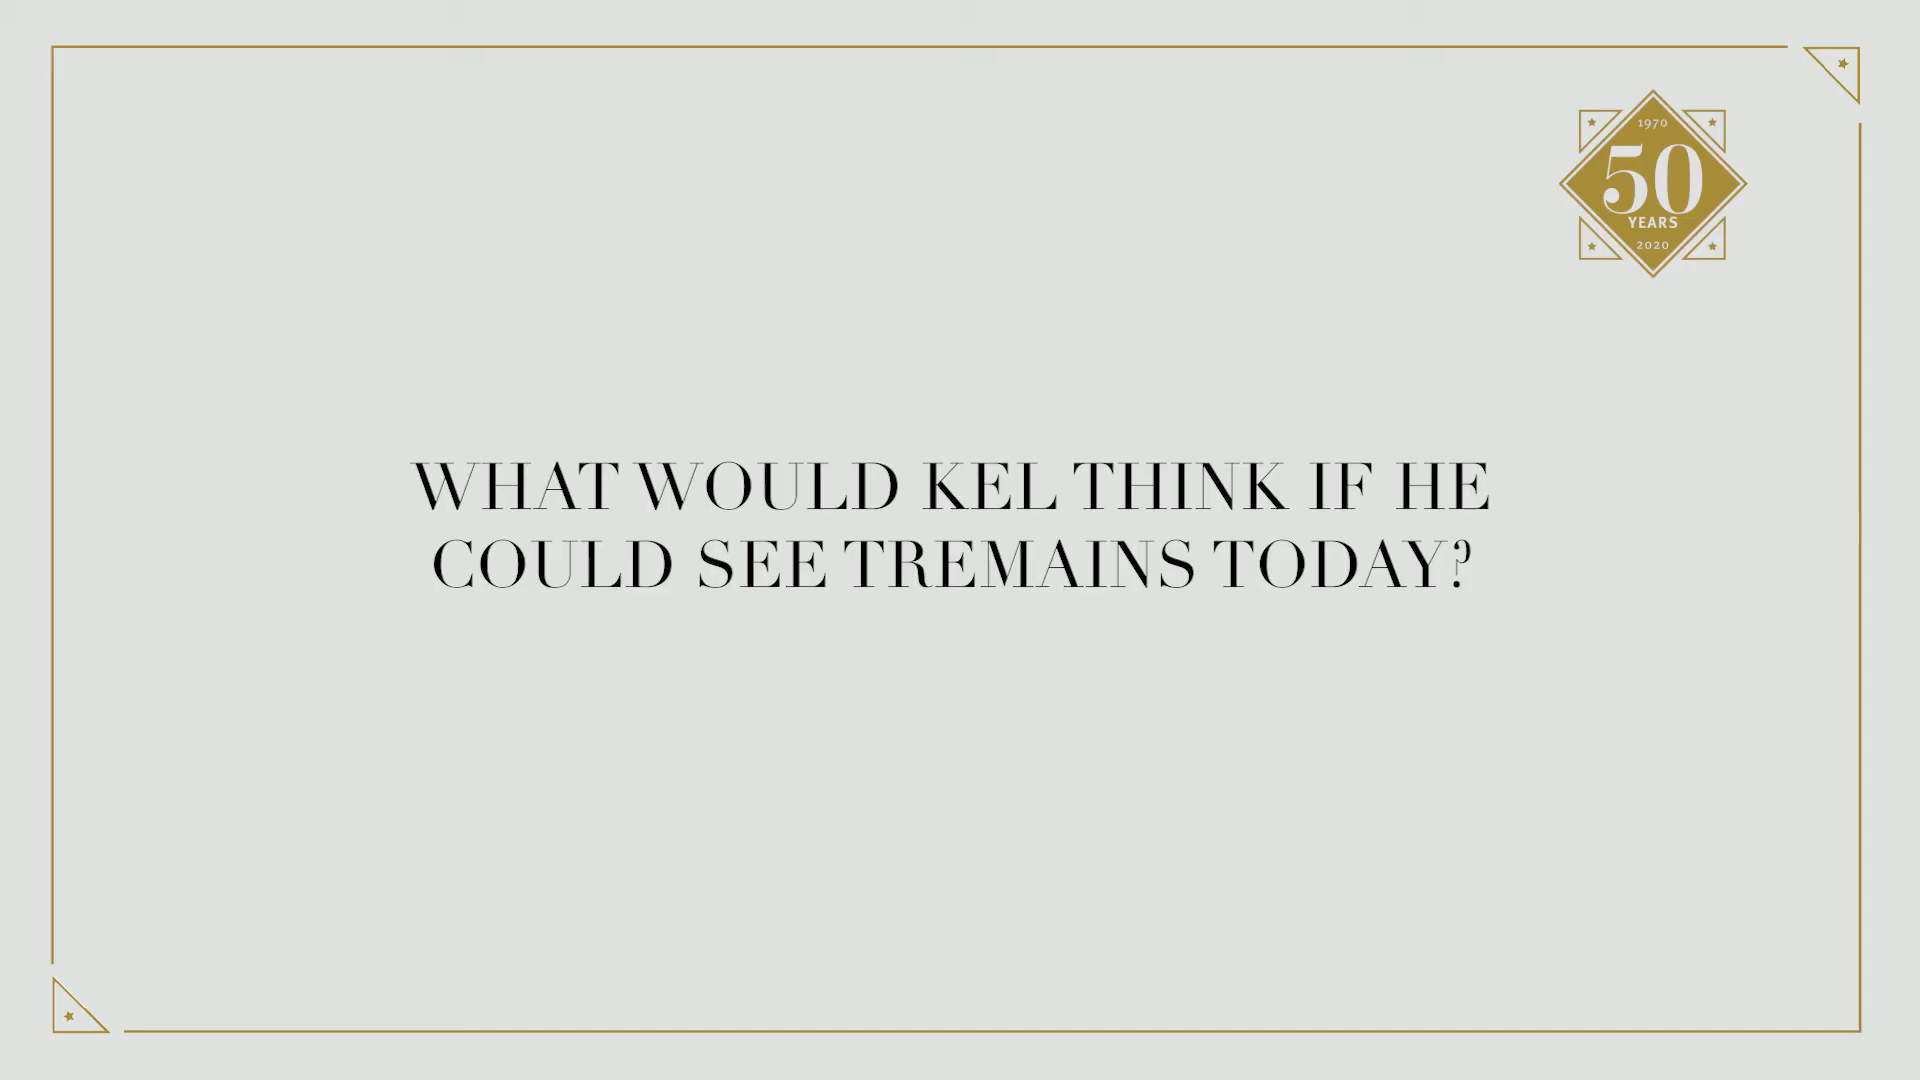 1970
50
YEARS
2020
WHAT WOULD KEL THINK IF HE
COULD SEE TREMAINS TODAY?